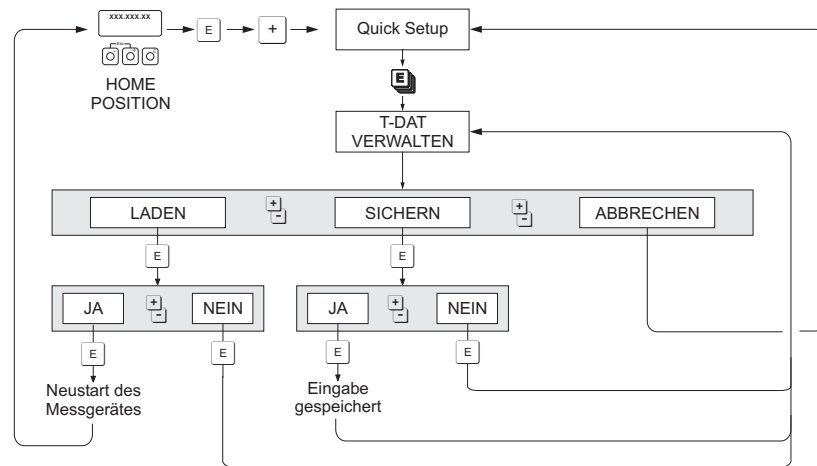 xxx.xxx.xx
E
+
Quick Setup
Esc
- + E
HOME
POSITION
E
T-DAT
VERWALTEN
LADEN
+
-
SICHERN
+
-
ABBRECHEN
E
E
JA
+
-
NEIN
JA
+
-
NEIN
E
E
E
E
Neustart des
Messgerätes
Eingabe
gespeichert